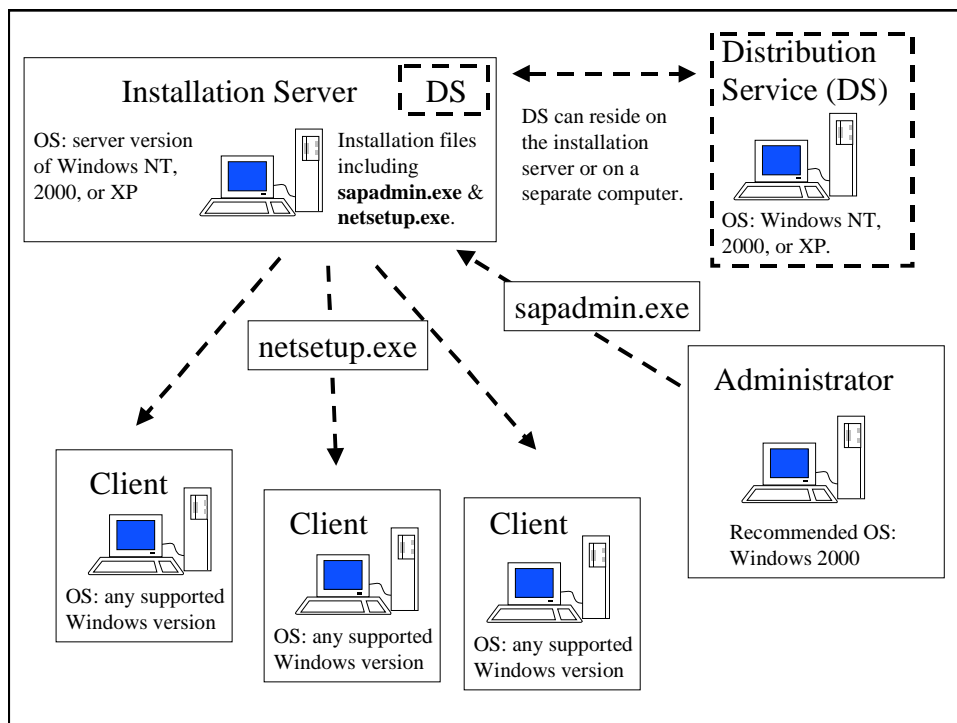 Installation Server
DS
OS: server version
of Windows NT,
2000, or XP
Installation files
including
sapadmin.exe &
netsetup.exe.
DS can reside on
the installation
server or on a
separate computer.
Distribution
Service (DS)
OS: Windows NT,
2000, or XP.
sapadmin.exe
netsetup.exe
Administrator
Recommended OS:
Windows 2000
Client
OS: any supported
Windows version
Client
OS: any supported
Windows version
Client
OS: any supported
Windows version